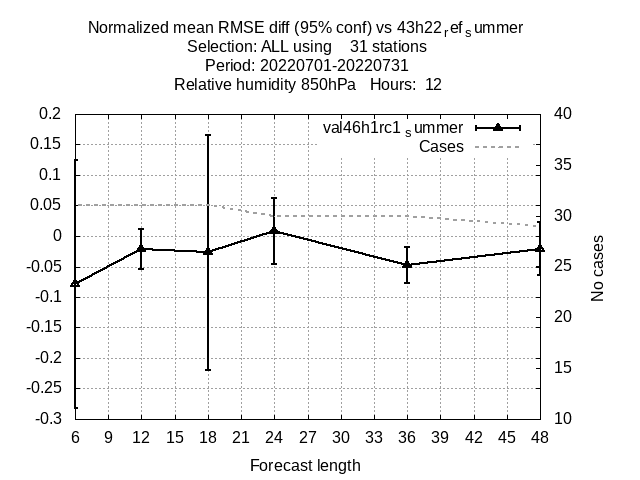 Normalized mean RMSE diff (95% conf) vs 43h22refsummer
Selection: ALL using 31 stations
Period: 20220701-20220731
Relative humidity 850hPa Hours: 12
val46h1rc1summer
Cases
0.2
0.15
0.1
0.05
0
-0.05
-0.1
-0.15
-0.2
-0.25
-0.3
40
35
30
25
20
15
10
No cases
6 9 12 15 18 21 24 27 30 33 36 39 42 45 48
Forecast length